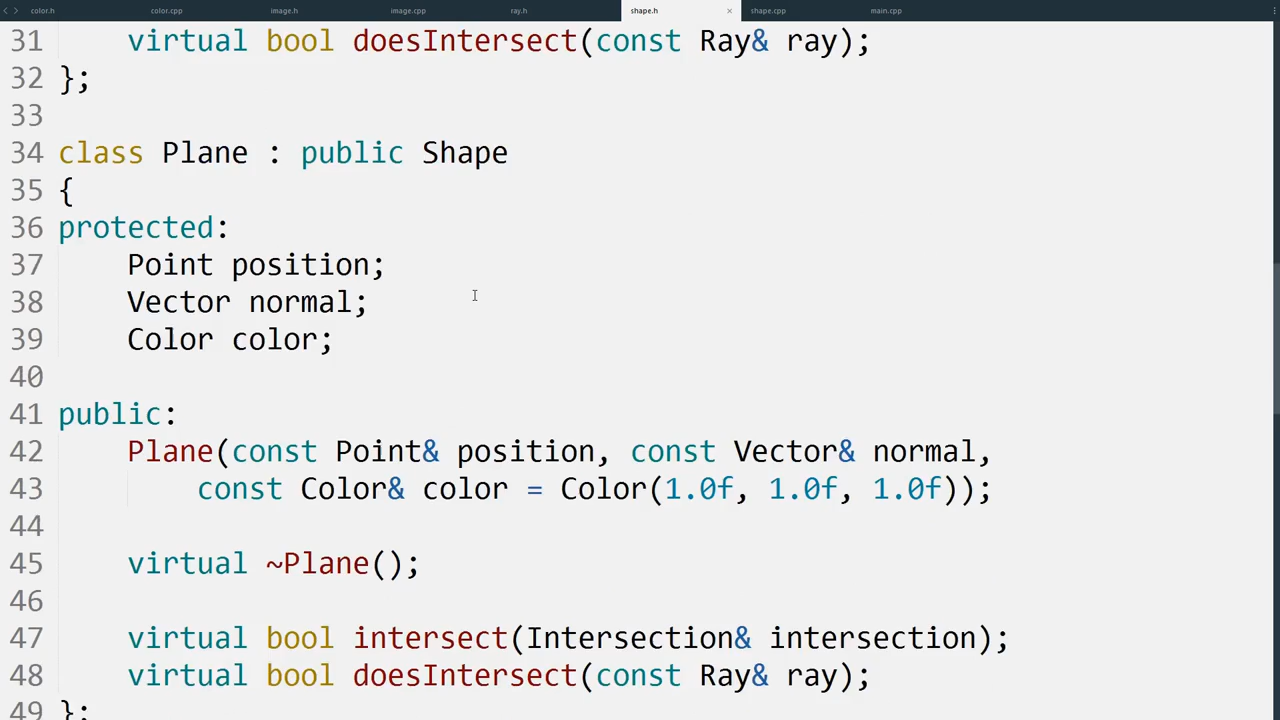 color.h color.cpp image.h image.cpp ray.h shape.h × shape.cpp main.cpp
31 virtual bool doesIntersect(const Ray& ray);
32 };
33
34 class Plane : public Shape
35 {
36 protected:
37 Point position;
38 Vector normal;
39 Color color;
40
41 public:
42 Plane(const Point& position, const Vector& normal,
43 const Color& color = Color(1.0f, 1.0f, 1.0f));
44
45 virtual ~Plane();
46
47 virtual bool intersect(Intersection& intersection);
48 virtual bool doesIntersect(const Ray& ray);
49 };